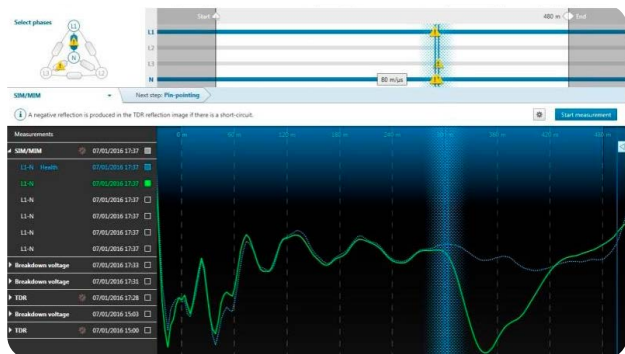 Select phases
L1
N
L3
L2
Start
480 m
End
L1
L2
L3
N
80 m/µs
SIM/MIM
Next step: Pin-pointing
A negative reflection is produced in the TDR reflection image if there is a short-circuit.
Start measurement
Measurements
SIM/MIM 07/01/2016 17:37
L1-N Health 07/01/2016 17:37
L1-N 07/01/2016 17:37
L1-N 07/01/2016 17:37
L1-N 07/01/2016 17:37
L1-N 07/01/2016 17:37
L1-N 07/01/2016 17:37
Breakdown voltage 07/01/2016 17:33
Breakdown voltage 07/01/2016 17:31
TDR 07/01/2016 17:28
Breakdown voltage 07/01/2016 15:03
TDR 07/01/2016 15:00
0 m
120 m
180 m
240 m
360 m
420 m
480 m